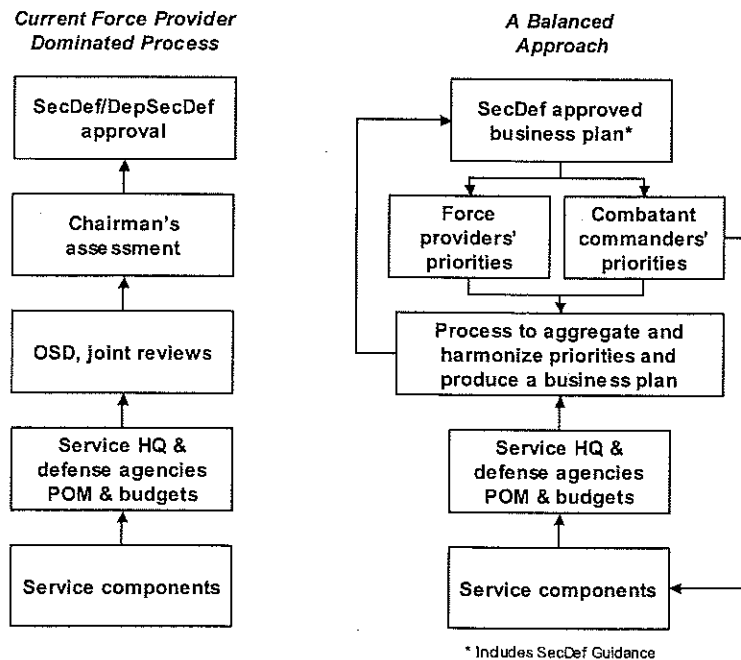 Current Force Provider
Dominated Process
SecDef/DepSecDef
approval
Chairman's
assessment
OSD, joint reviews
Service HQ &
defense agencies
POM & budgets
Service components
A Balanced
Approach
SecDef approved
business plan*
Force
providers'
priorities
Combatant
commanders'
priorities
Process to aggregate and
harmonize priorities and
produce a business plan
Service HQ &
defense agencies
POM & budgets
Service components
* Includes SecDef Guidance